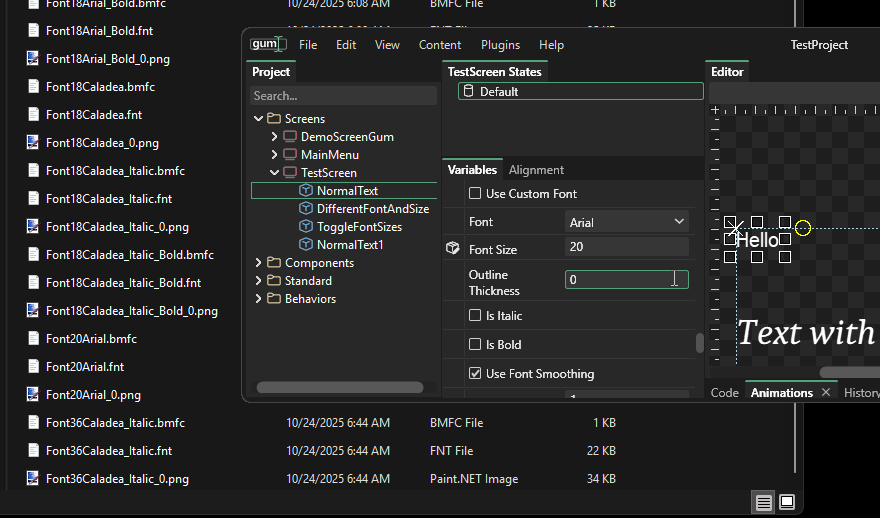 Font18Arial_Bold.bmfc 10/24/2025 6:08 AM BMFC File 1 KB
Font18Arial_Bold.fnt
Font18Arial_Bold_0.png
Font18Caladea.bmfc
Font18Caladea.fnt
Font18Caladea_0.png
Font18Caladea_Italic.bmfc
Font18Caladea_Italic.fnt
Font18Caladea_Italic_0.png
Font18Caladea_Italic_Bold.bmfc
Font18Caladea_Italic_Bold.fnt
Font18Caladea_Italic_Bold_0.png
Font20Arial.bmfc
Font20Arial.fnt
Font20Arial_0.png
Font36Caladea_Italic.bmfc 10/24/2025 6:44 AM BMFC File 1 KB
Font36Caladea_Italic.fnt 10/24/2025 6:44 AM FNT File 22 KB
Font36Caladea_Italic_0.png 10/24/2025 6:44 AM Paint.NET Image 34 KB
gum File Edit View Content Plugins Help TestProject
Project
Search...
Screens
DemoScreenGum
MainMenu
TestScreen
NormalText
DifferentFontAndSize
ToggleFontSizes
NormalText1
Components
Standard
Behaviors
TestScreen States
Default
Variables Alignment
Use Custom Font
Font Arial
Font Size 20
Outline
Thickness 0
Is Italic
Is Bold
Use Font Smoothing
Editor
Hello
Text with
Code Animations History